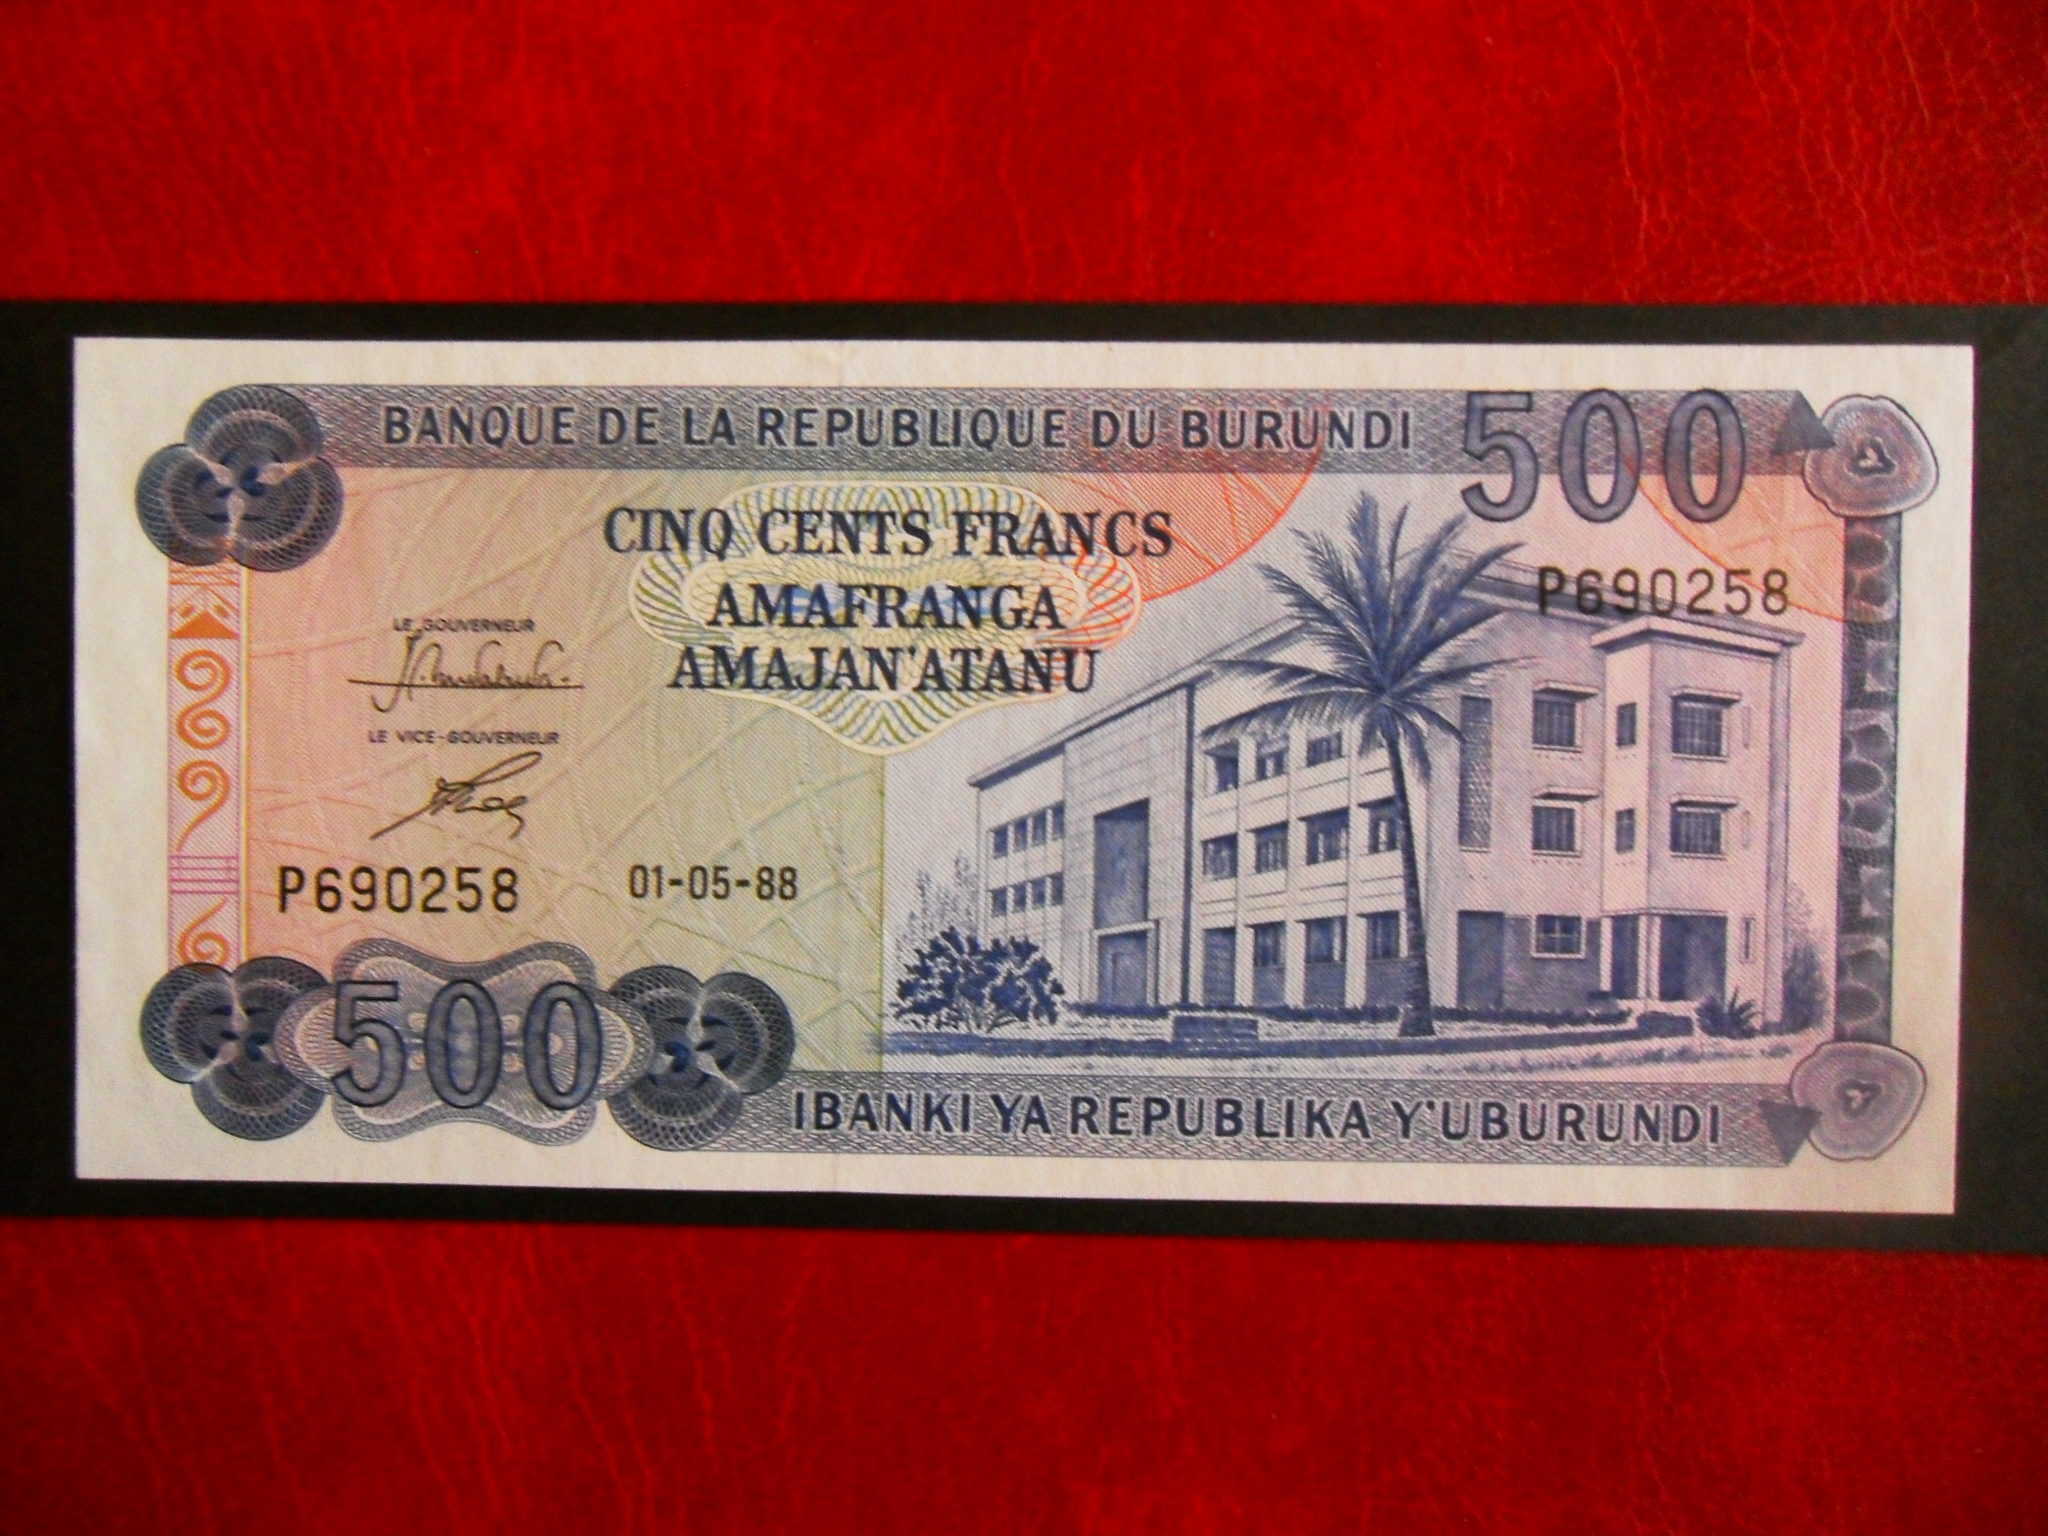 BANQUE DE LA REPUBLIQUE DU BURUNDI 500
CINQ CENTS FRANCS
AMAFRANGA
AMAJAN'ATANU
P690258
LE GOUVERNEUR
LE VICE-GOUVERNEUR
P690258 01-05-88
500
IBANKI YA REPUBLIKA Y'UBURUNDI